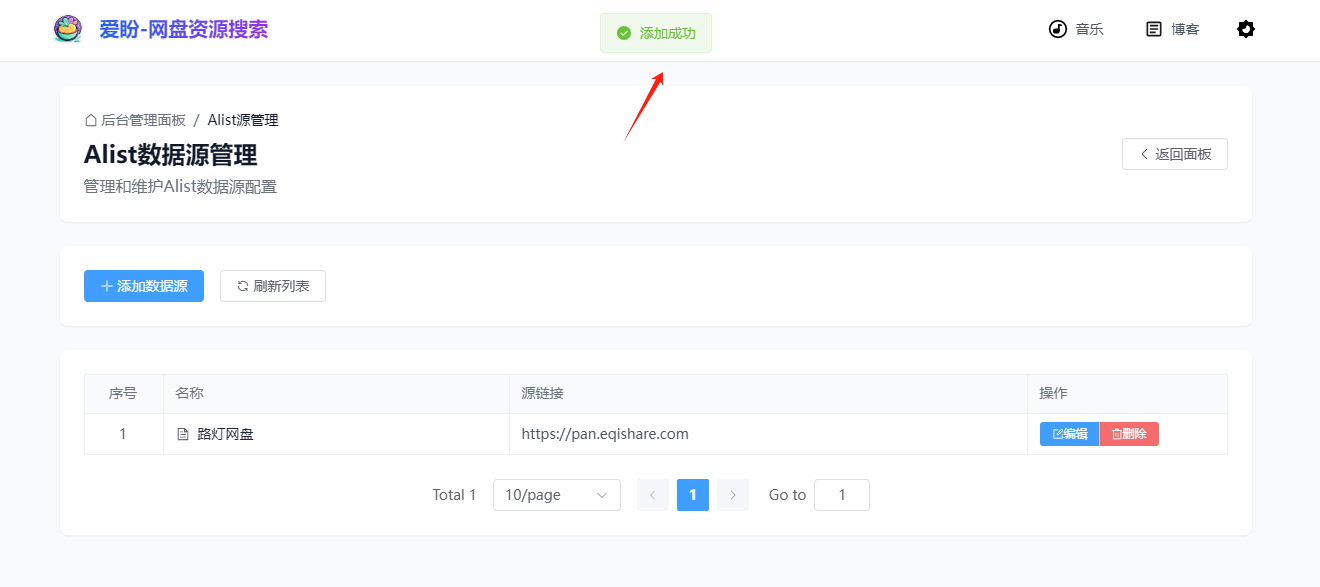 爱盼-网盘资源搜索
添加成功
音乐
博客
后台管理面板 / Alist源管理
Alist数据源管理
管理和维护Alist数据源配置
返回面板
添加数据源
刷新列表
序号 名称 源链接 操作
1 路灯网盘 https://pan.eqishare.com 编辑 删除
Total 1 10/page 1 Go to 1